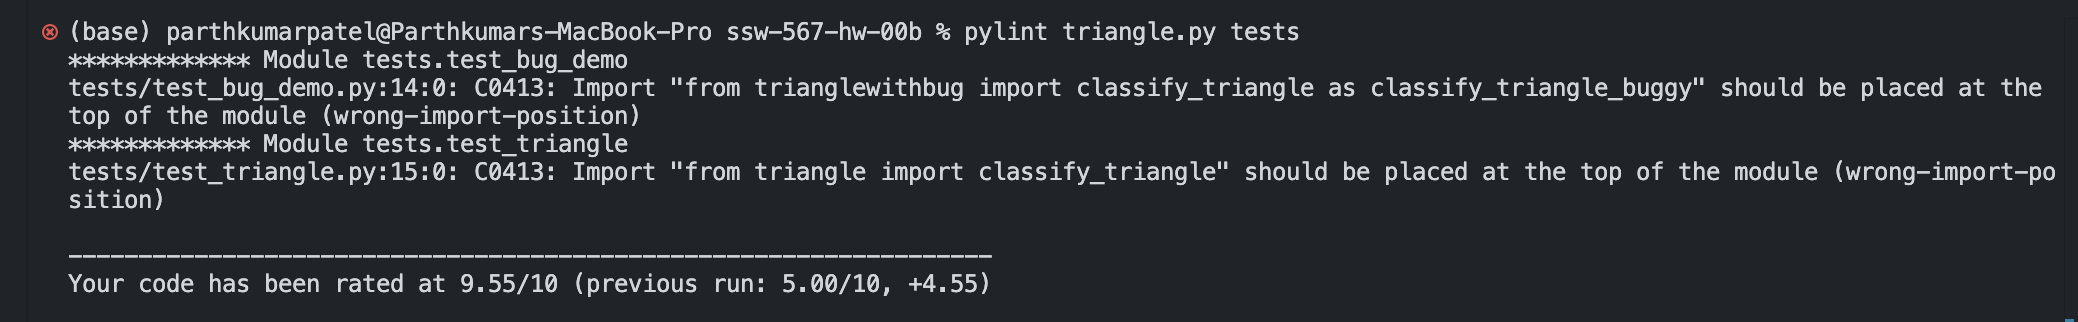 (base) parthkumarpatel@Parthkumars-MacBook-Pro ssw-567-hw-00b % pylint triangle.py tests
************* Module tests.test_bug_demo
tests/test_bug_demo.py:14:0: C0413: Import "from trianglewithbug import classify_triangle as classify_triangle_buggy" should be placed at the
top of the module (wrong-import-position)
************* Module tests.test_triangle
tests/test_triangle.py:15:0: C0413: Import "from triangle import classify_triangle" should be placed at the top of the module (wrong-import-po
sition)
------------------------------------------------------------------
Your code has been rated at 9.55/10 (previous run: 5.00/10, +4.55)